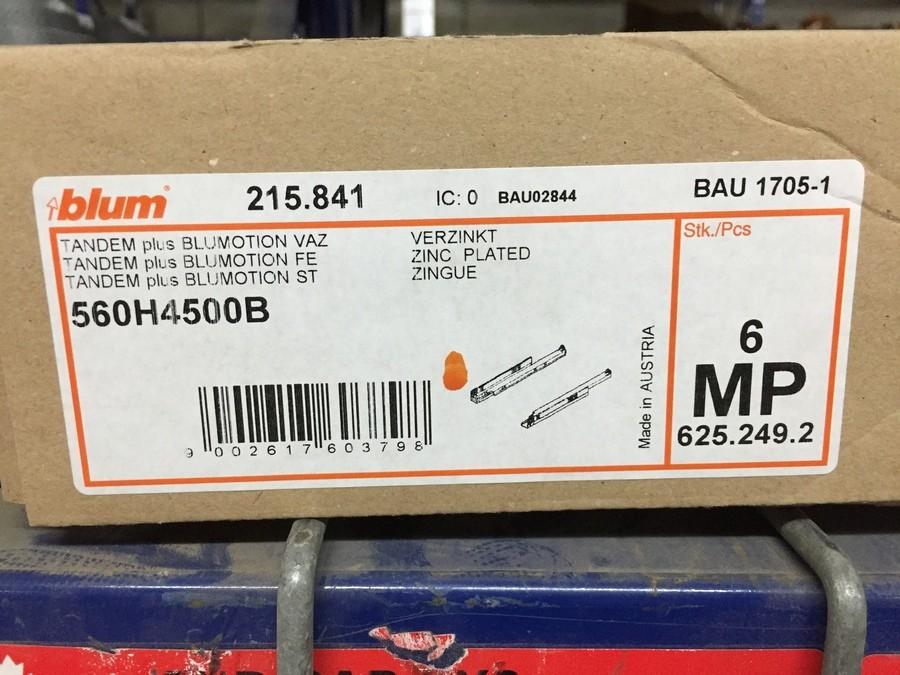 blum®
215.841
IC: 0 BAU02844
BAU 1705-1
TANDEM plus BLUMOTION VAZ
TANDEM plus BLUMOTION FE
TANDEM plus BLUMOTION ST
VERZINKT
ZINC PLATED
ZINGUE
Stk./Pcs
560H4500B
6
MP
625.249.2
Made in AUSTRIA
9 002617 603798